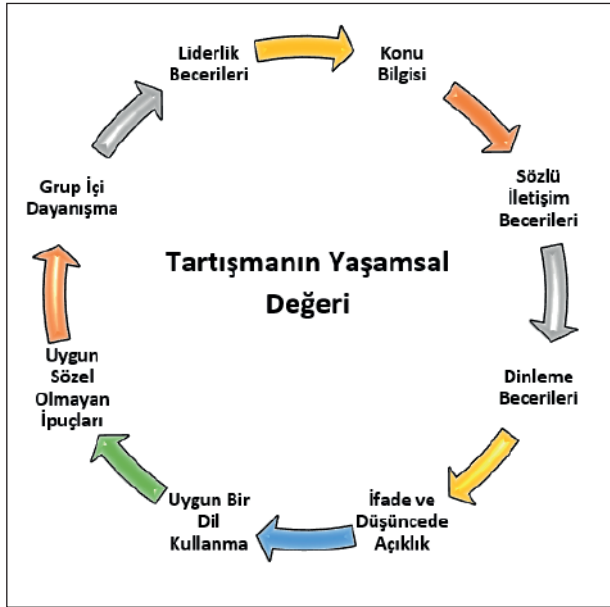 Liderlik
Becerileri
Konu
Bilgisi
Sözlü
İletişim
Becerileri
Dinleme
Becerileri
İfade ve
Düşüncede
Açıklık
Uygun Bir
Dil
Kullanma
Uygun
Sözel
Olmayan
İpuçları
Grup İçi
Dayanışma
Tartışmanın Yaşamsal
Değeri